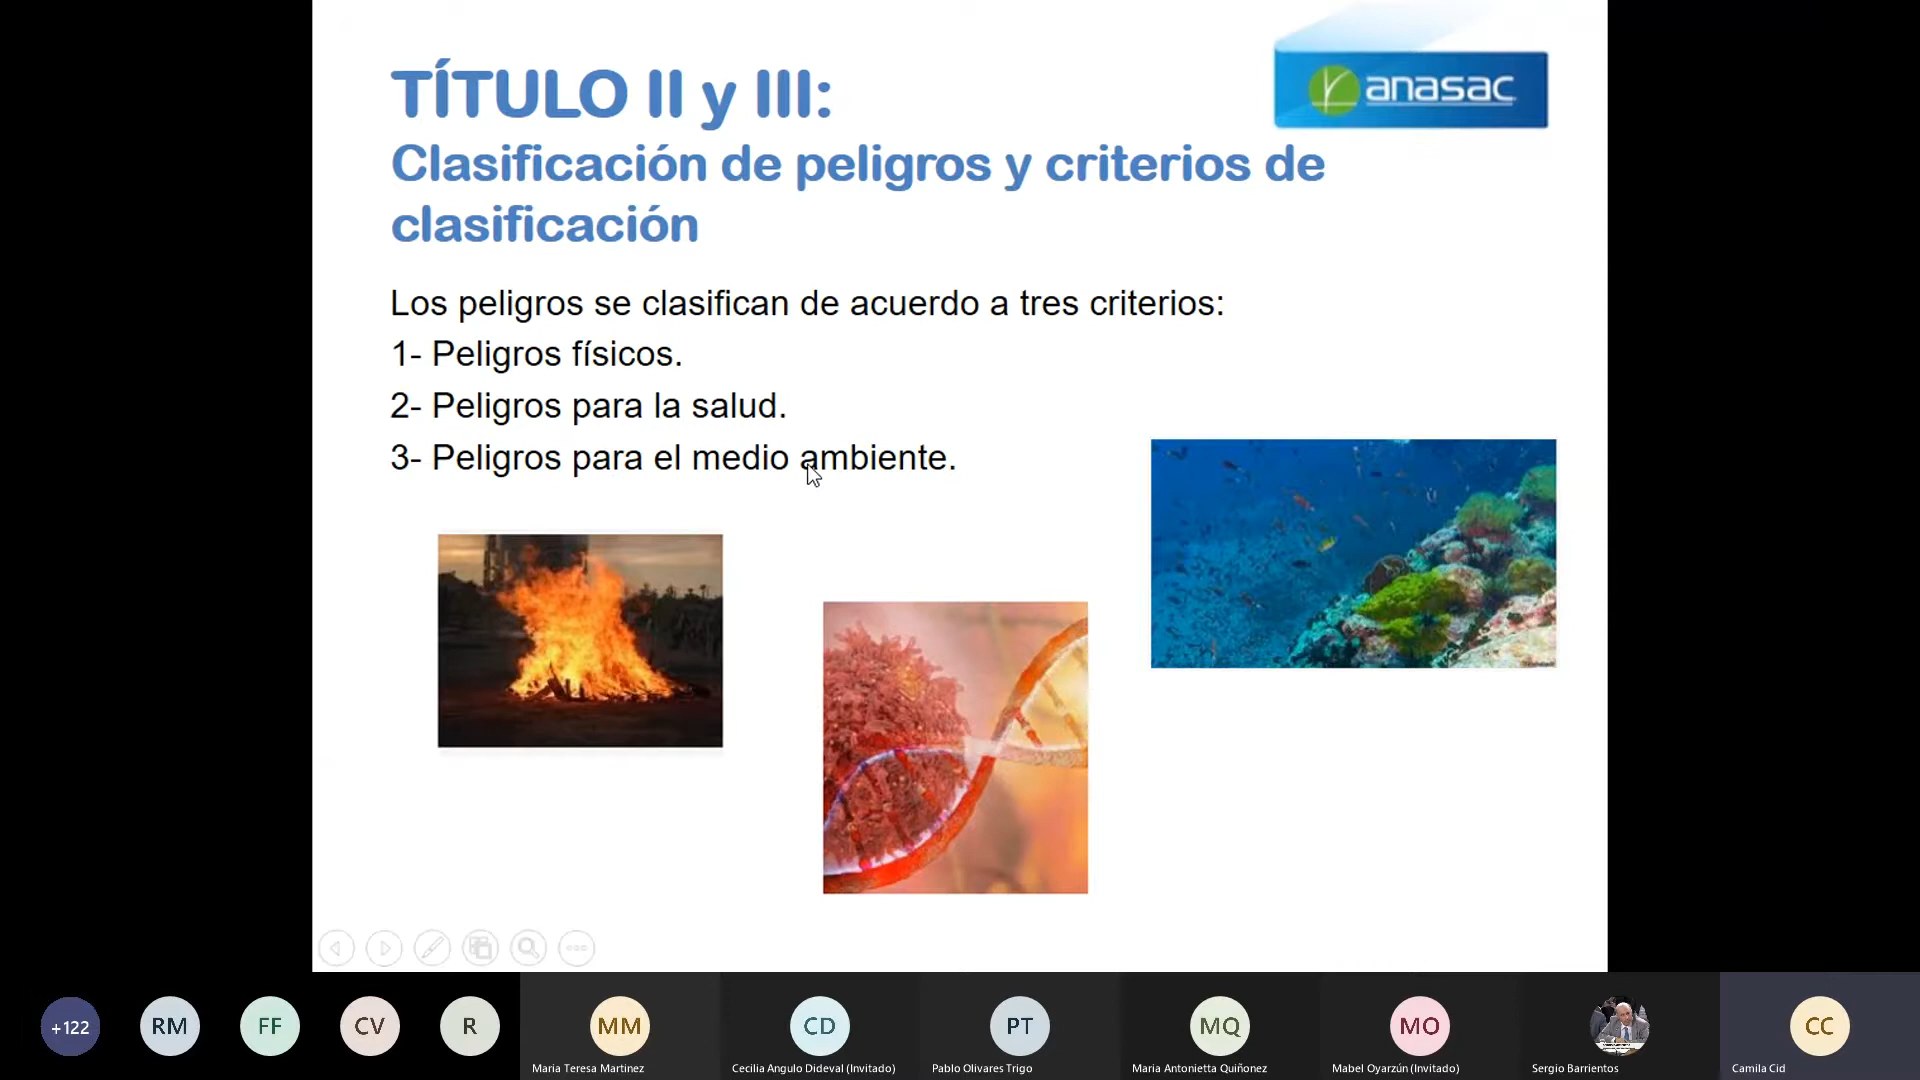 TÍTULO II y III:
anasac
Clasificación de peligros y criterios de
clasificación
Los peligros se clasifican de acuerdo a tres criterios:
1- Peligros físicos.
2- Peligros para la salud.
3- Peligros para el medio ambiente.
+122
RM
FF
CV
R
MM
CD
PT
MQ
MO
CC
Maria Teresa Martinez
Cecilia Angulo Dideval (Invitado)
Pablo Olivares Trigo
Maria Antonietta Quiñonez
Mabel Oyarzún (Invitado)
Sergio Barrientos
Camila Cid